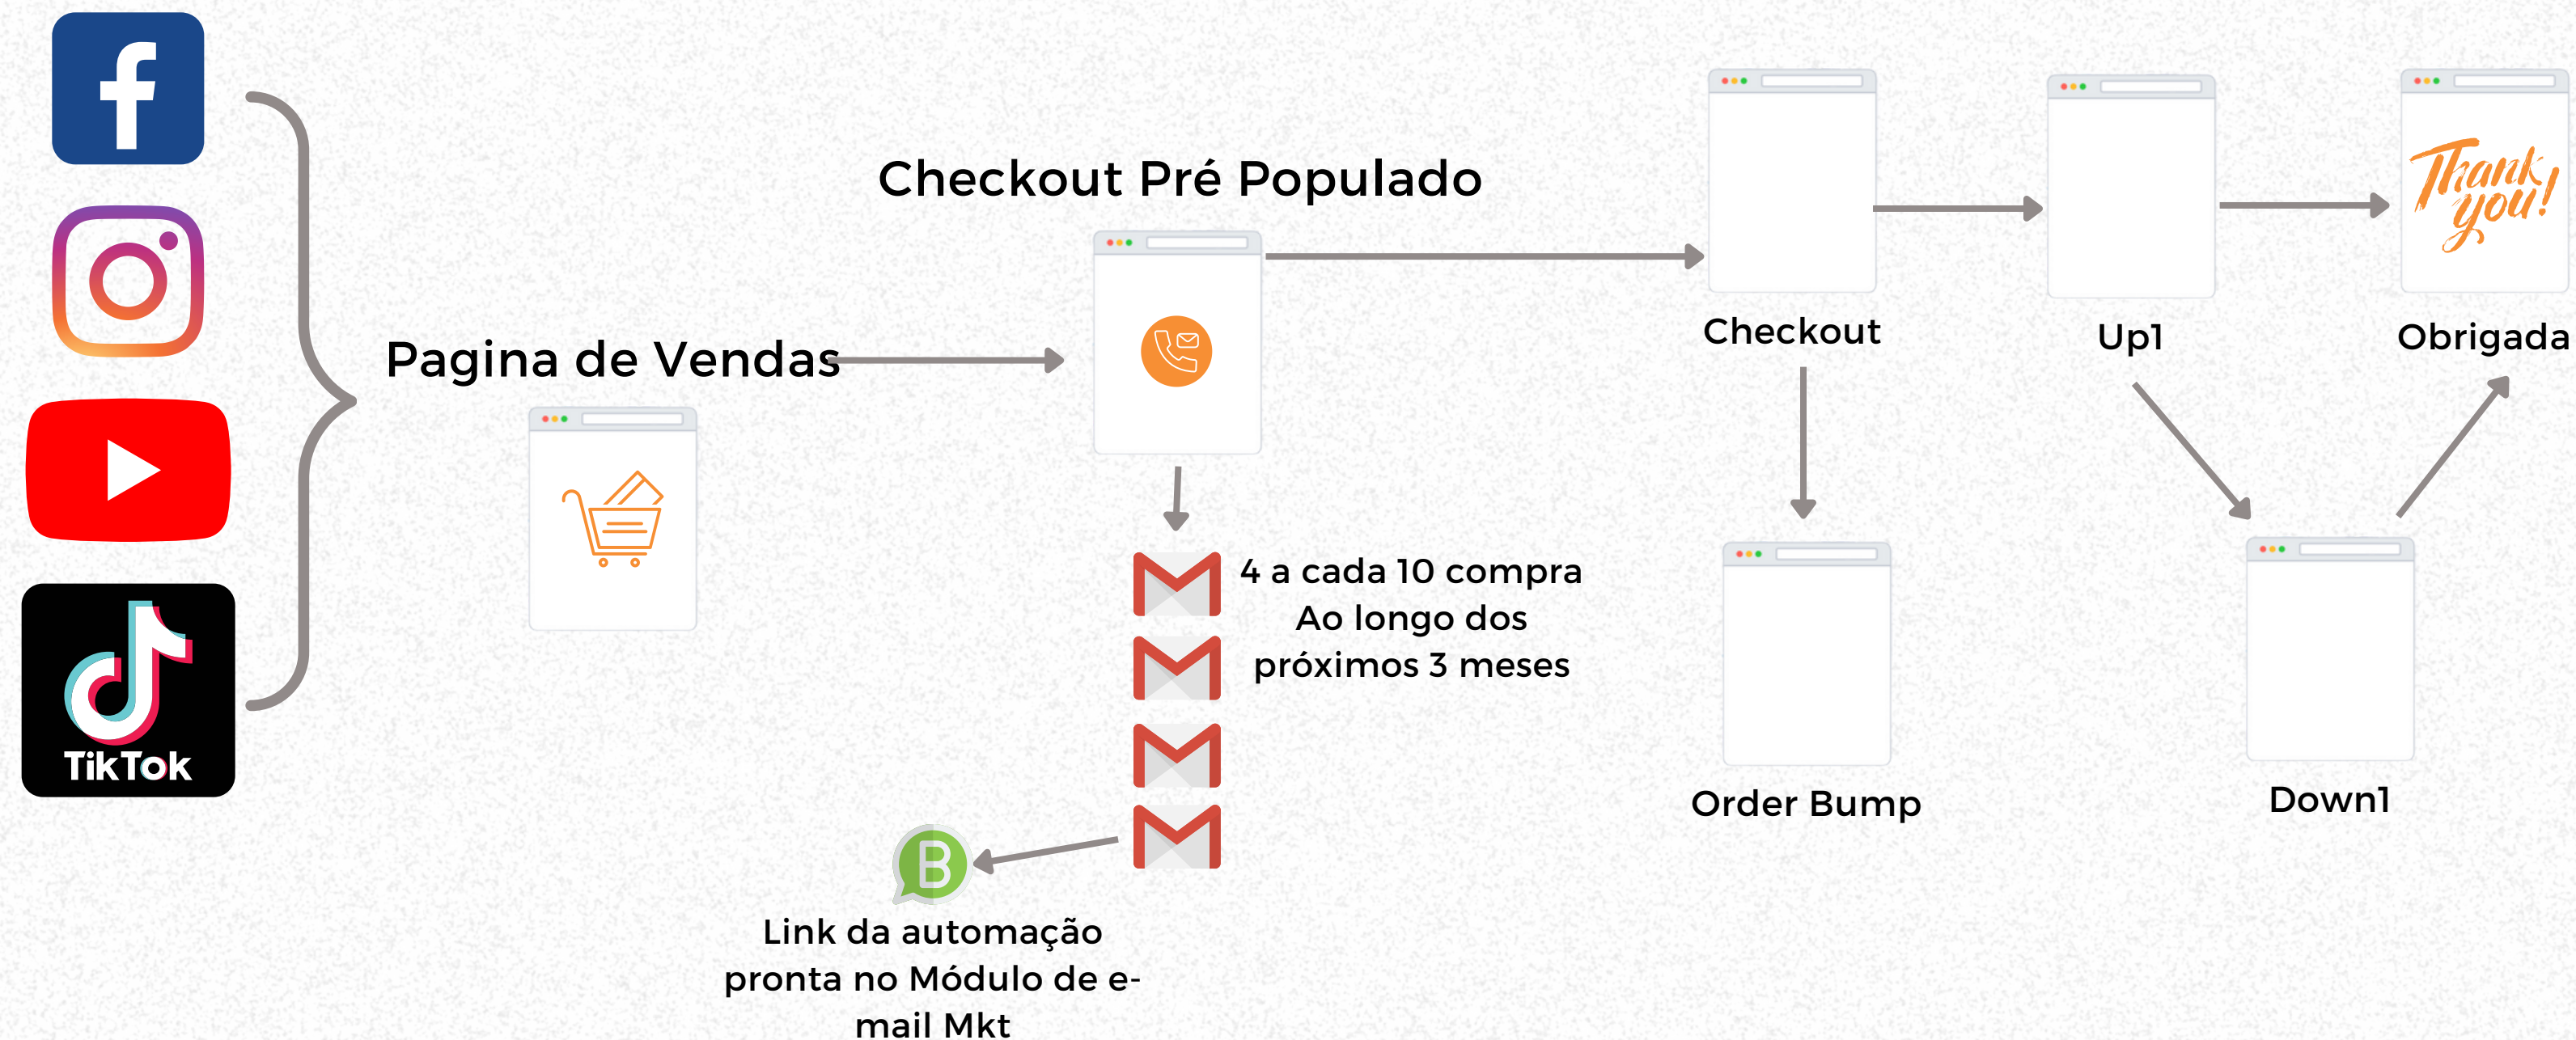 TikTok
Pagina de Vendas
Checkout Pré Populado
4 a cada 10 compra
Ao longo dos
próximos 3 meses
Link da automação
pronta no Módulo de e-
mail Mkt
Checkout
Order Bump
Up1
Down1
Thank
you!
Obrigada